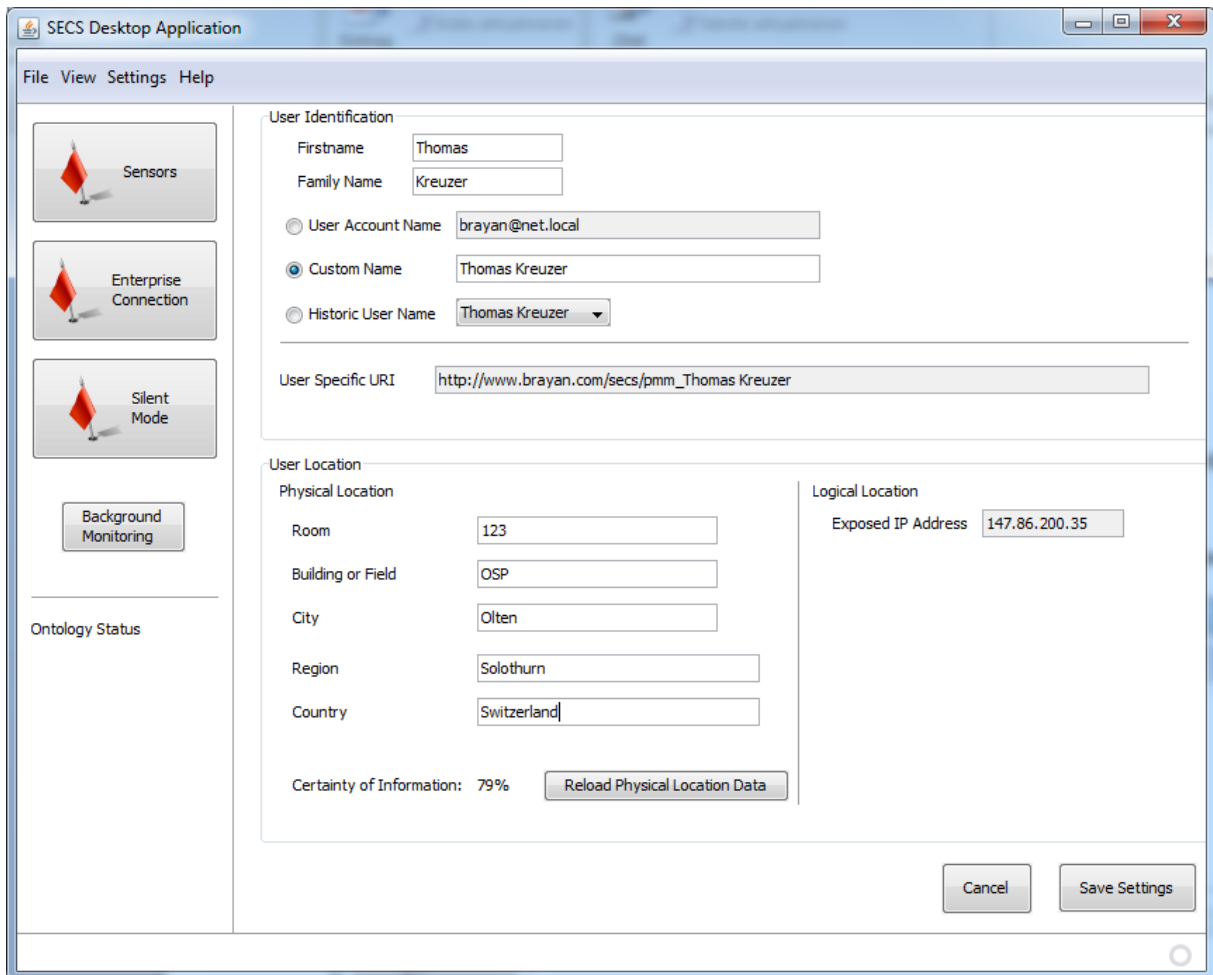 SECS Desktop Application
File View Settings Help
Sensors
Enterprise
Connection
Silent
Mode
Background
Monitoring
Ontology Status
User Identification
Firstname Thomas
Family Name Kreuzer
User Account Name brayan@net.local
Custom Name Thomas Kreuzer
Historic User Name Thomas Kreuzer
User Specific URI http://www.brayan.com/secs/pmm_Thomas Kreuzer
User Location
Physical Location
Room 123
Building or Field OSP
City Olten
Region Solothurn
Country Switzerland
Certainty of Information: 79% Reload Physical Location Data
Logical Location
Exposed IP Address 147.86.200.35
Cancel Save Settings